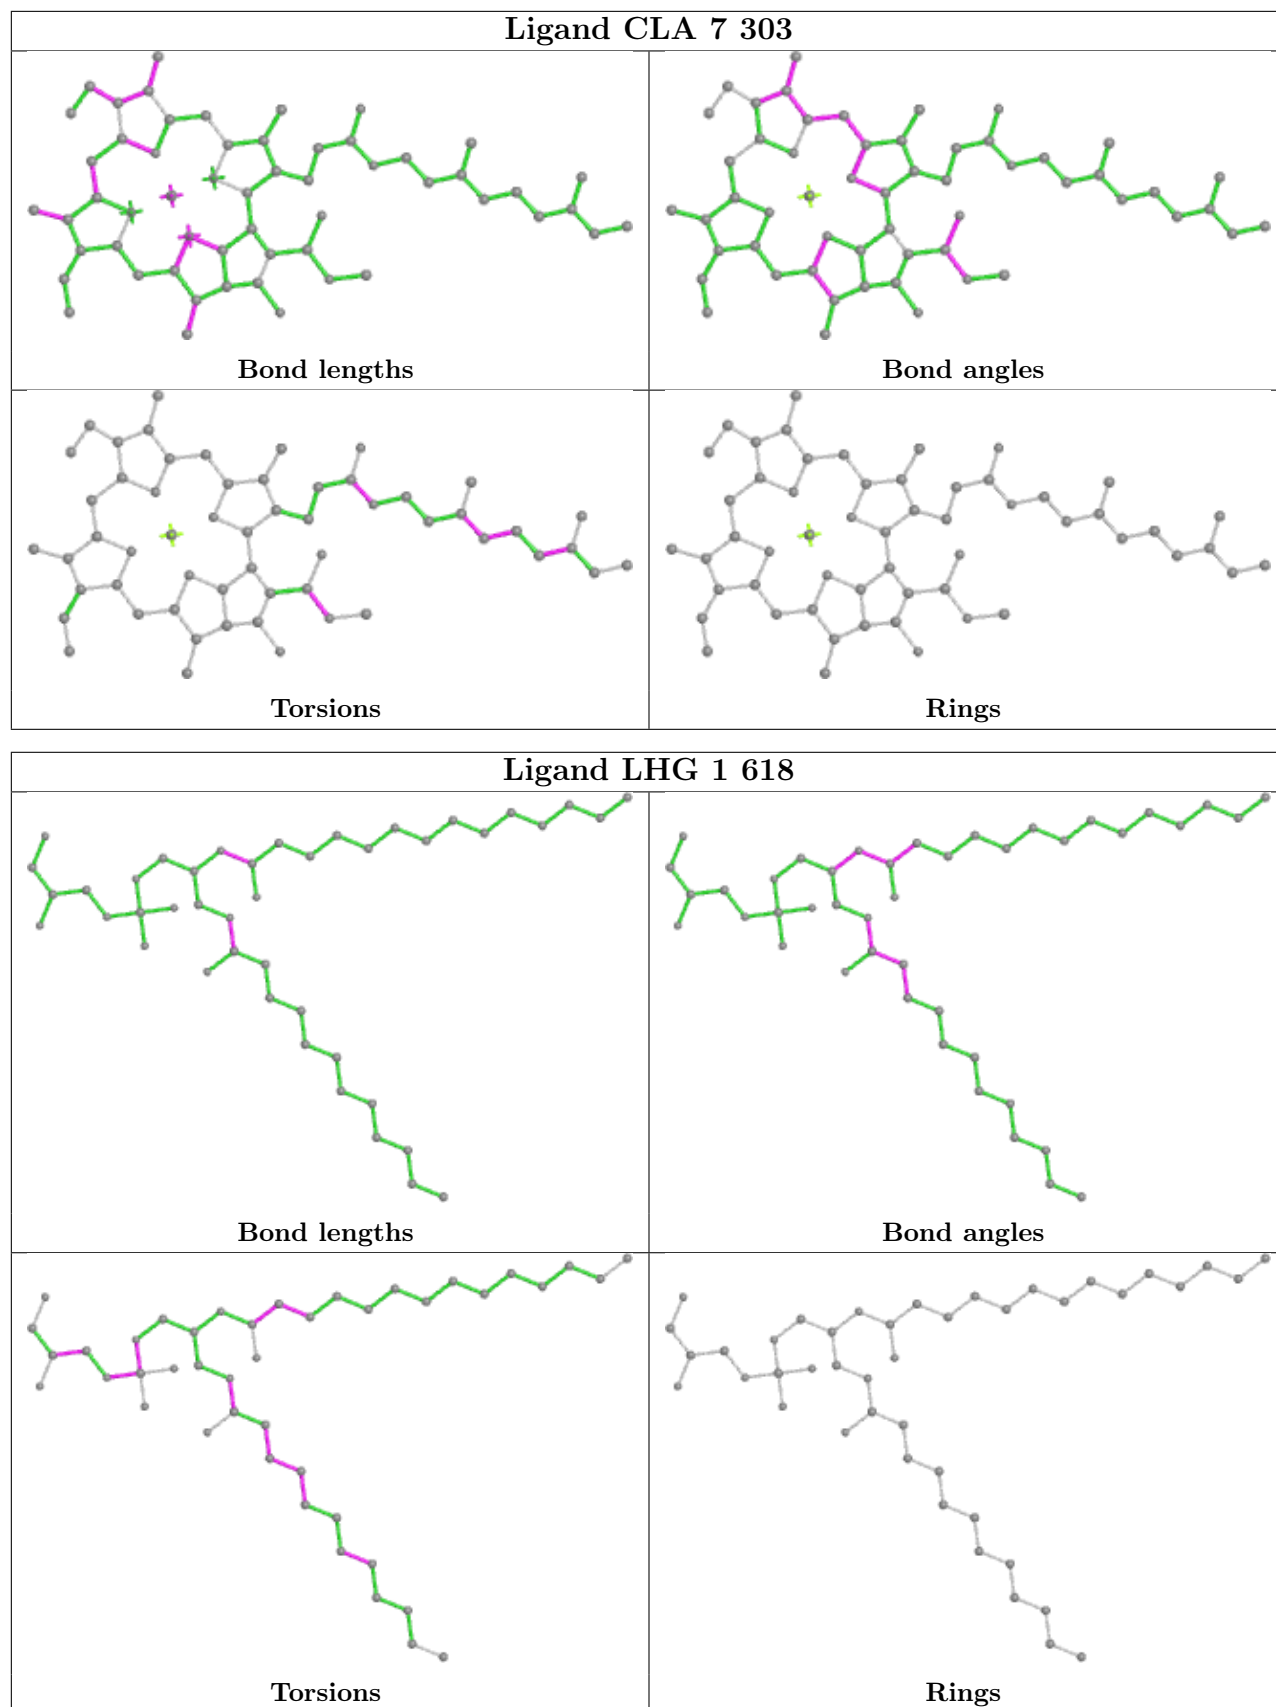 Ligand CLA 7 303
Bond lengths
Bond angles
Torsions
Rings
Ligand LHG 1 618
Bond lengths
Bond angles
Torsions
Rings